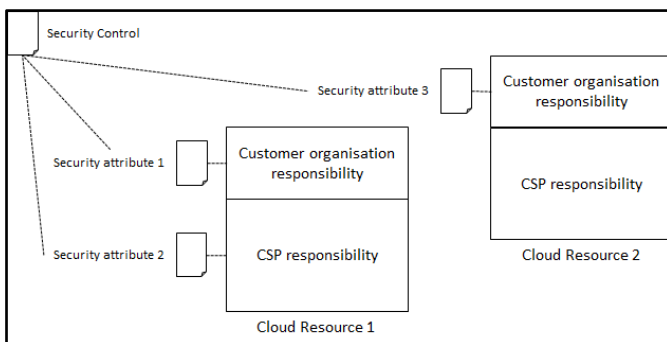 Security Control
Security attribute 3
Customer organisation
responsibility
CSP responsibility
Cloud Resource 2
Security attribute 1
Customer organisation
responsibility
Security attribute 2
CSP responsibility
Cloud Resource 1